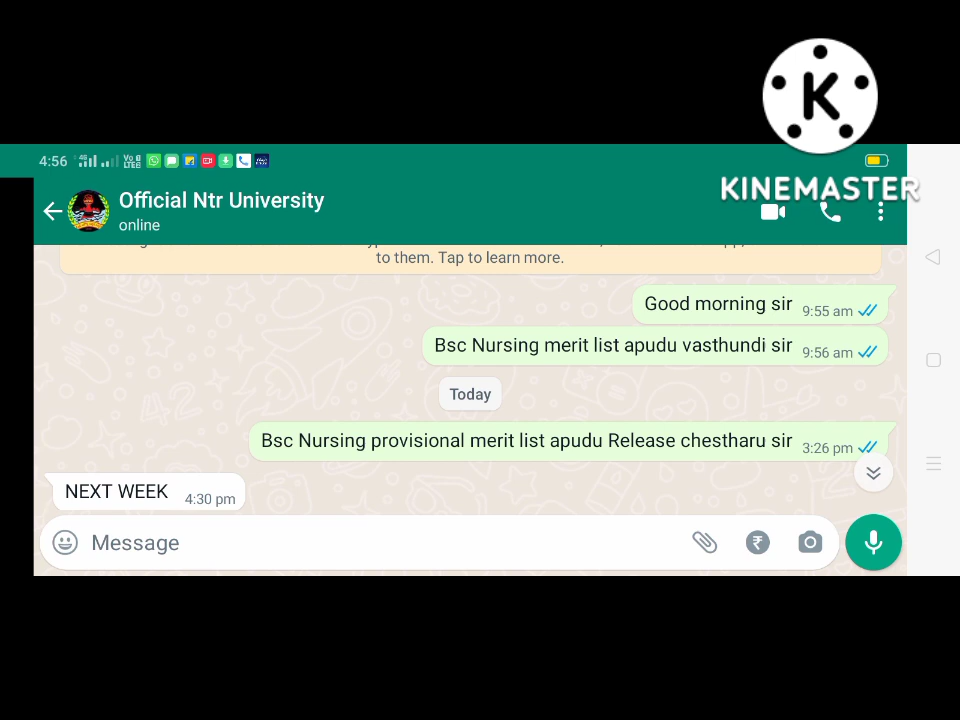 K
KINEMASTER
4:56
Official Ntr University
online
to them. Tap to learn more.
Good morning sir 9:55 am
Bsc Nursing merit list apudu vasthundi sir 9:56 am
Today
Bsc Nursing provisional merit list apudu Release chestharu sir 3:26 pm
NEXT WEEK 4:30 pm
Message